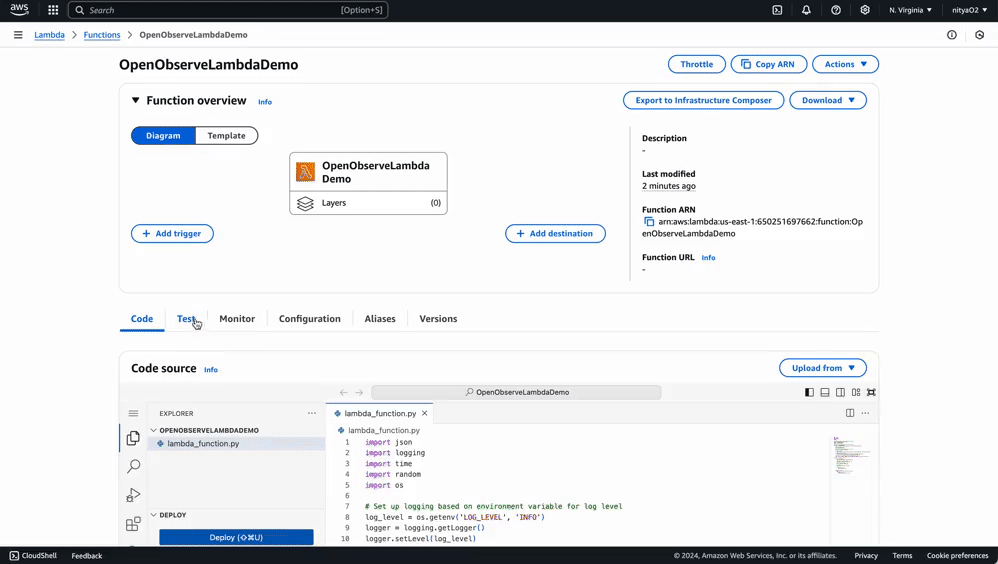 aws Search [Option+S] N. Virginia ▼ nityaO2 ▼
Lambda > Functions > OpenObserveLambdaDemo
OpenObserveLambdaDemo Throttle Copy ARN Actions ▼
▼ Function overview Info Export to Infrastructure Composer Download ▼
Diagram Template
OpenObserveLambda
Demo
Layers (0)
+ Add trigger
+ Add destination
Description
-
Last modified
2 minutes ago
Function ARN
arn:aws:lambda:us-east-1:650251697662:function:Op
enObserveLambdaDemo
Function URL Info
-
Code Test Monitor Configuration Aliases Versions
Code source Info Upload from ▼
OpenObserveLambdaDemo
EXPLORER
OPENOBSERVELAMBDADEMO
lambda_function.py
DEPLOY
Deploy (⇧⌘U)
lambda_function.py ×
lambda_function.py
1 import json
2 import logging
3 import time
4 import random
5 import os
6
7 # Set up logging based on environment variable for log level
8 log_level = os.getenv('LOG_LEVEL', 'INFO')
9 logger = logging.getLogger()
10 logger.setLevel(log_level)
CloudShell Feedback © 2024, Amazon Web Services, Inc. or its affiliates. Privacy Terms Cookie preferences